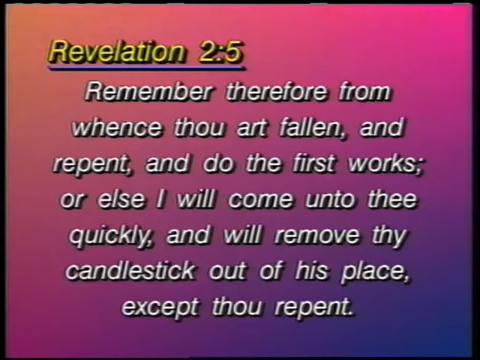 Revelation 2:5
Remember therefore from
whence thou art fallen, and
repent, and do the first works;
or else I will come unto thee
quickly, and will remove thy
candlestick out of his place,
except thou repent.